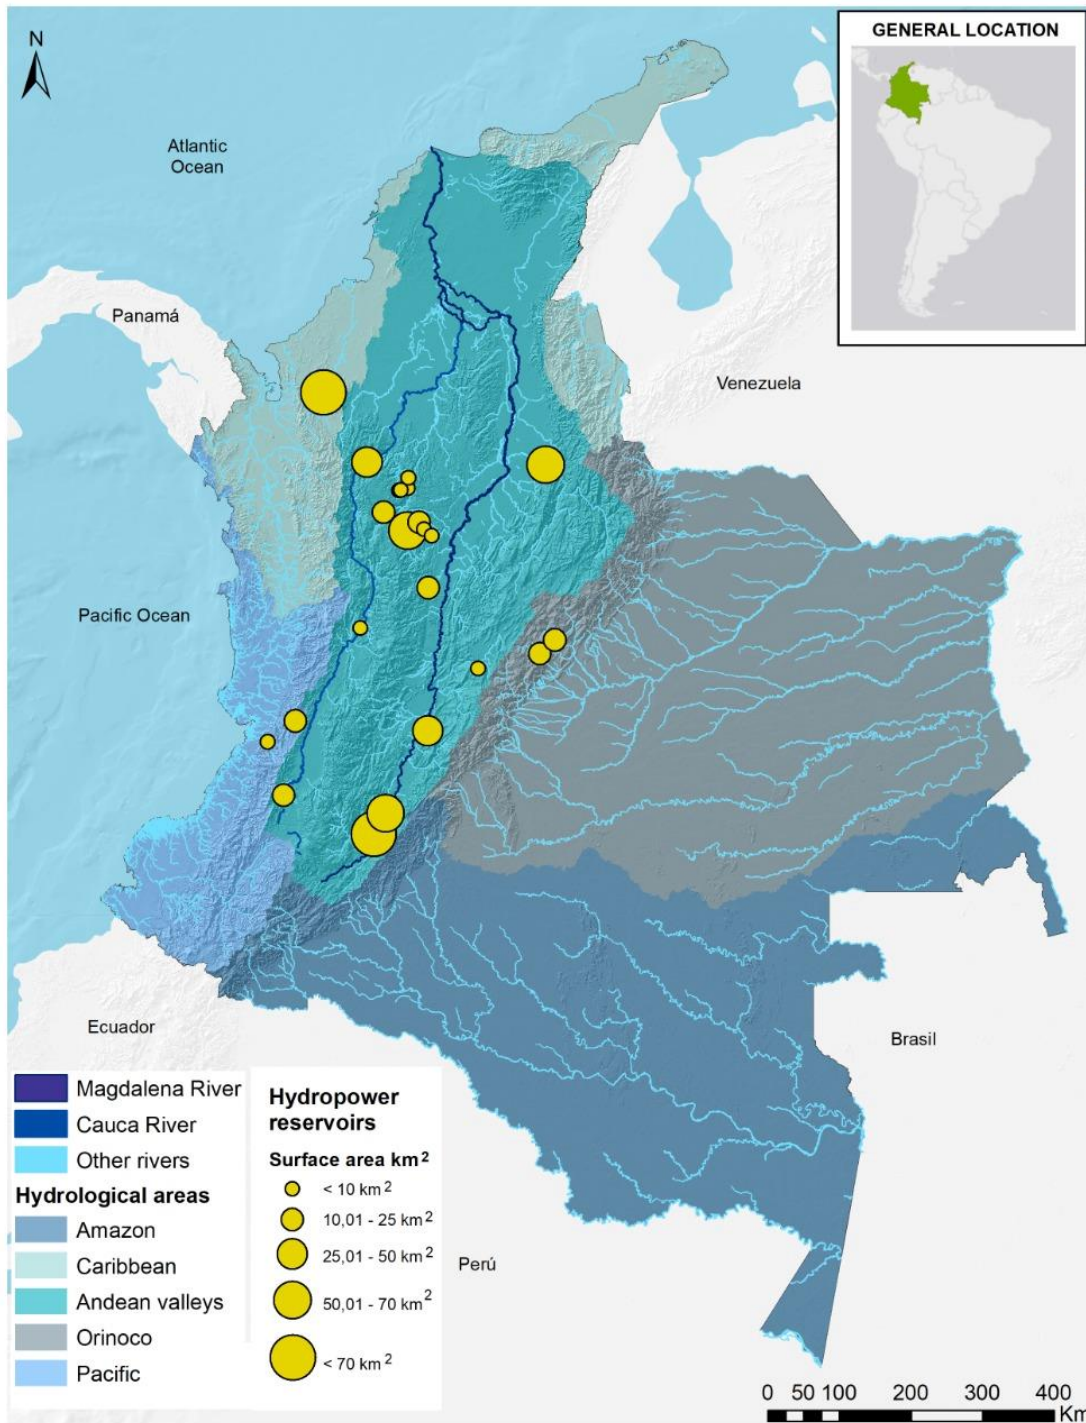 N
GENERAL LOCATION
Atlantic
Ocean
Panamá
Venezuela
Pacific Ocean
Ecuador
Brasil
Perú
Magdalena River
Cauca River
Other rivers
Hydrological areas
Amazon
Caribbean
Andean valleys
Orinoco
Pacific
Hydropower
reservoirs
Surface area km²
< 10 km²
10,01 - 25 km²
25,01 - 50 km²
50,01 - 70 km²
< 70 km²
0 50 100 200 300 400
Km